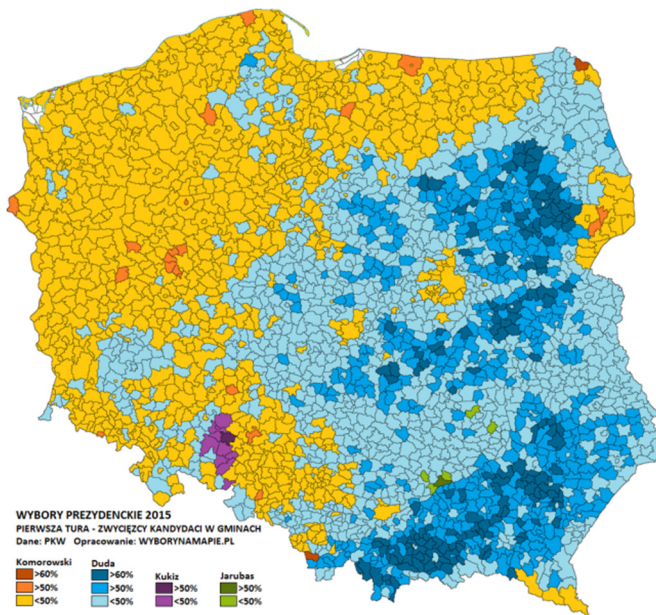 WYBORY PREZYDENCKIE 2015
PIERWSZA TURA - ZWYCIĘZCY KANDYDACI W GMINACH
Dane: PKW Opracowanie: WYBORYNAMAPIE.PL
Komorowski Duda Kukiz Jarubas
>60% >60% >50% >50%
>50% >50% <50% <50%
<50% <50%